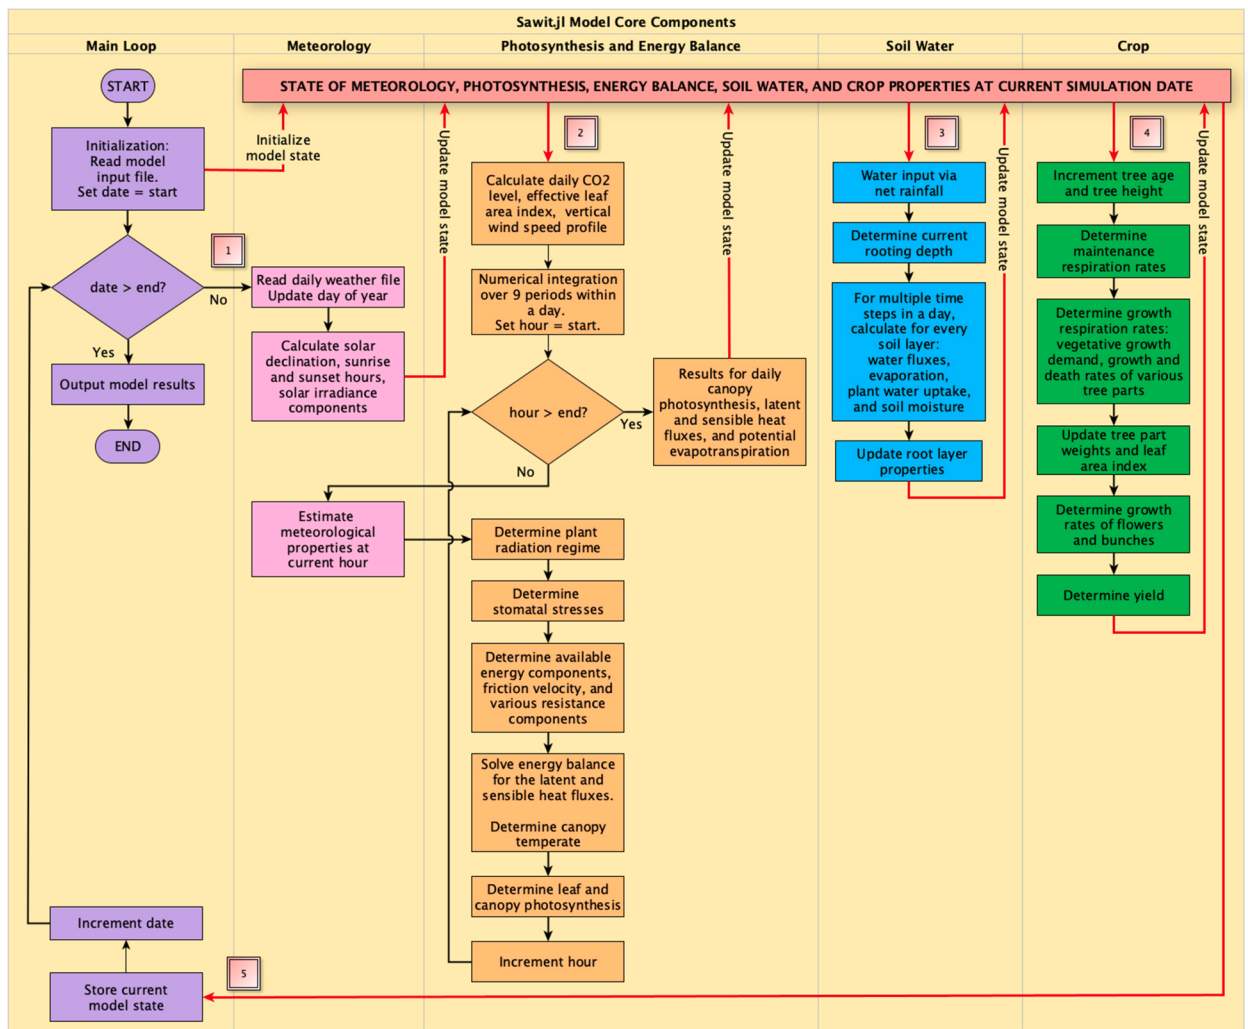 Sawit.jl Model Core Components
Main Loop
Meteorology
Photosynthesis and Energy Balance
Soil Water
Crop
START
STATE OF METEOROLOGY, PHOTOSYNTHESIS, ENERGY BALANCE, SOIL WATER, AND CROP PROPERTIES AT CURRENT SIMULATION DATE
Initialization:
Read model
input file.
Set date = start
Initialize
model state
date > end?
No
Yes
Output model results
END
1
Read daily weather file
Update day of year
Calculate solar
declination, sunrise
and sunset hours,
solar irradiance
components
Update model state
2
Calculate daily CO2
level, effective leaf
area index, vertical
wind speed profile
Numerical integration
over 9 periods within
a day.
Set hour = start.
hour > end?
Yes
No
Results for daily
canopy
photosynthesis, latent
and sensible heat
fluxes, and potential
evapotranspiration
Update model state
Estimate
meteorological
properties at
current hour
Determine plant
radiation regime
Determine
stomatal stresses
Determine available
energy components,
friction velocity, and
various resistance
components
Solve energy balance
for the latent and
sensible heat fluxes.
Determine canopy
temperate
Determine leaf and
canopy photosynthesis
Increment hour
3
Water input via
net rainfall
Determine current
rooting depth
For multiple time
steps in a day,
calculate for every
soil layer:
water fluxes,
evaporation,
plant water uptake,
and soil moisture
Update root layer
properties
Update model state
4
Increment tree age
and tree height
Determine
maintenance
respiration rates
Determine growth
respiration rates:
vegetative growth
demand, growth and
death rates of various
tree parts
Update tree part
weights and leaf
area index
Determine growth
rates of flowers
and bunches
Determine yield
Update model state
5
Increment date
Store current
model state